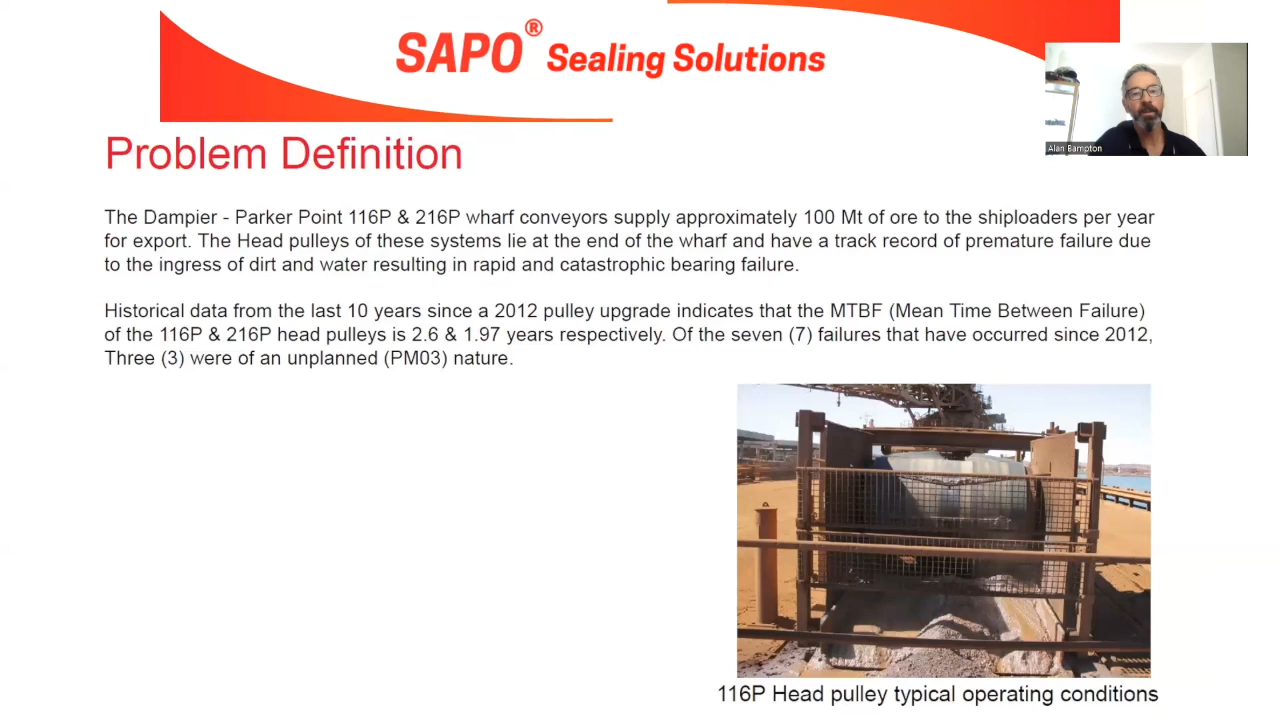 SAPO® Sealing Solutions
Alan Bampton
Problem Definition
The Dampier - Parker Point 116P & 216P wharf conveyors supply approximately 100 Mt of ore to the shiploaders per year
for export. The Head pulleys of these systems lie at the end of the wharf and have a track record of premature failure due
to the ingress of dirt and water resulting in rapid and catastrophic bearing failure.
Historical data from the last 10 years since a 2012 pulley upgrade indicates that the MTBF (Mean Time Between Failure)
of the 116P & 216P head pulleys is 2.6 & 1.97 years respectively. Of the seven (7) failures that have occurred since 2012,
Three (3) were of an unplanned (PM03) nature.
116P Head pulley typical operating conditions